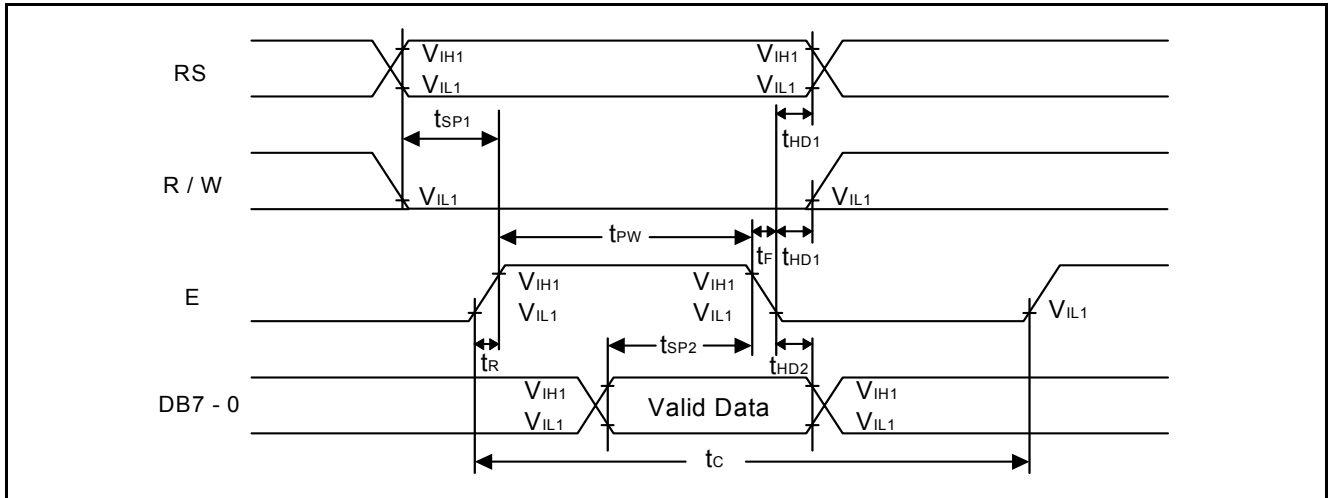 RS
VIH1
VIH1
VIL1
VIL1
tSP1
tHD1
R / W
VIL1
VIL1
tPW
tF
tHD1
E
VIH1
VIH1
VIL1
VIL1
VIL1
tR
tSP2
tHD2
DB7 - 0
VIH1
Valid Data
VIH1
VIL1
VIL1
tC